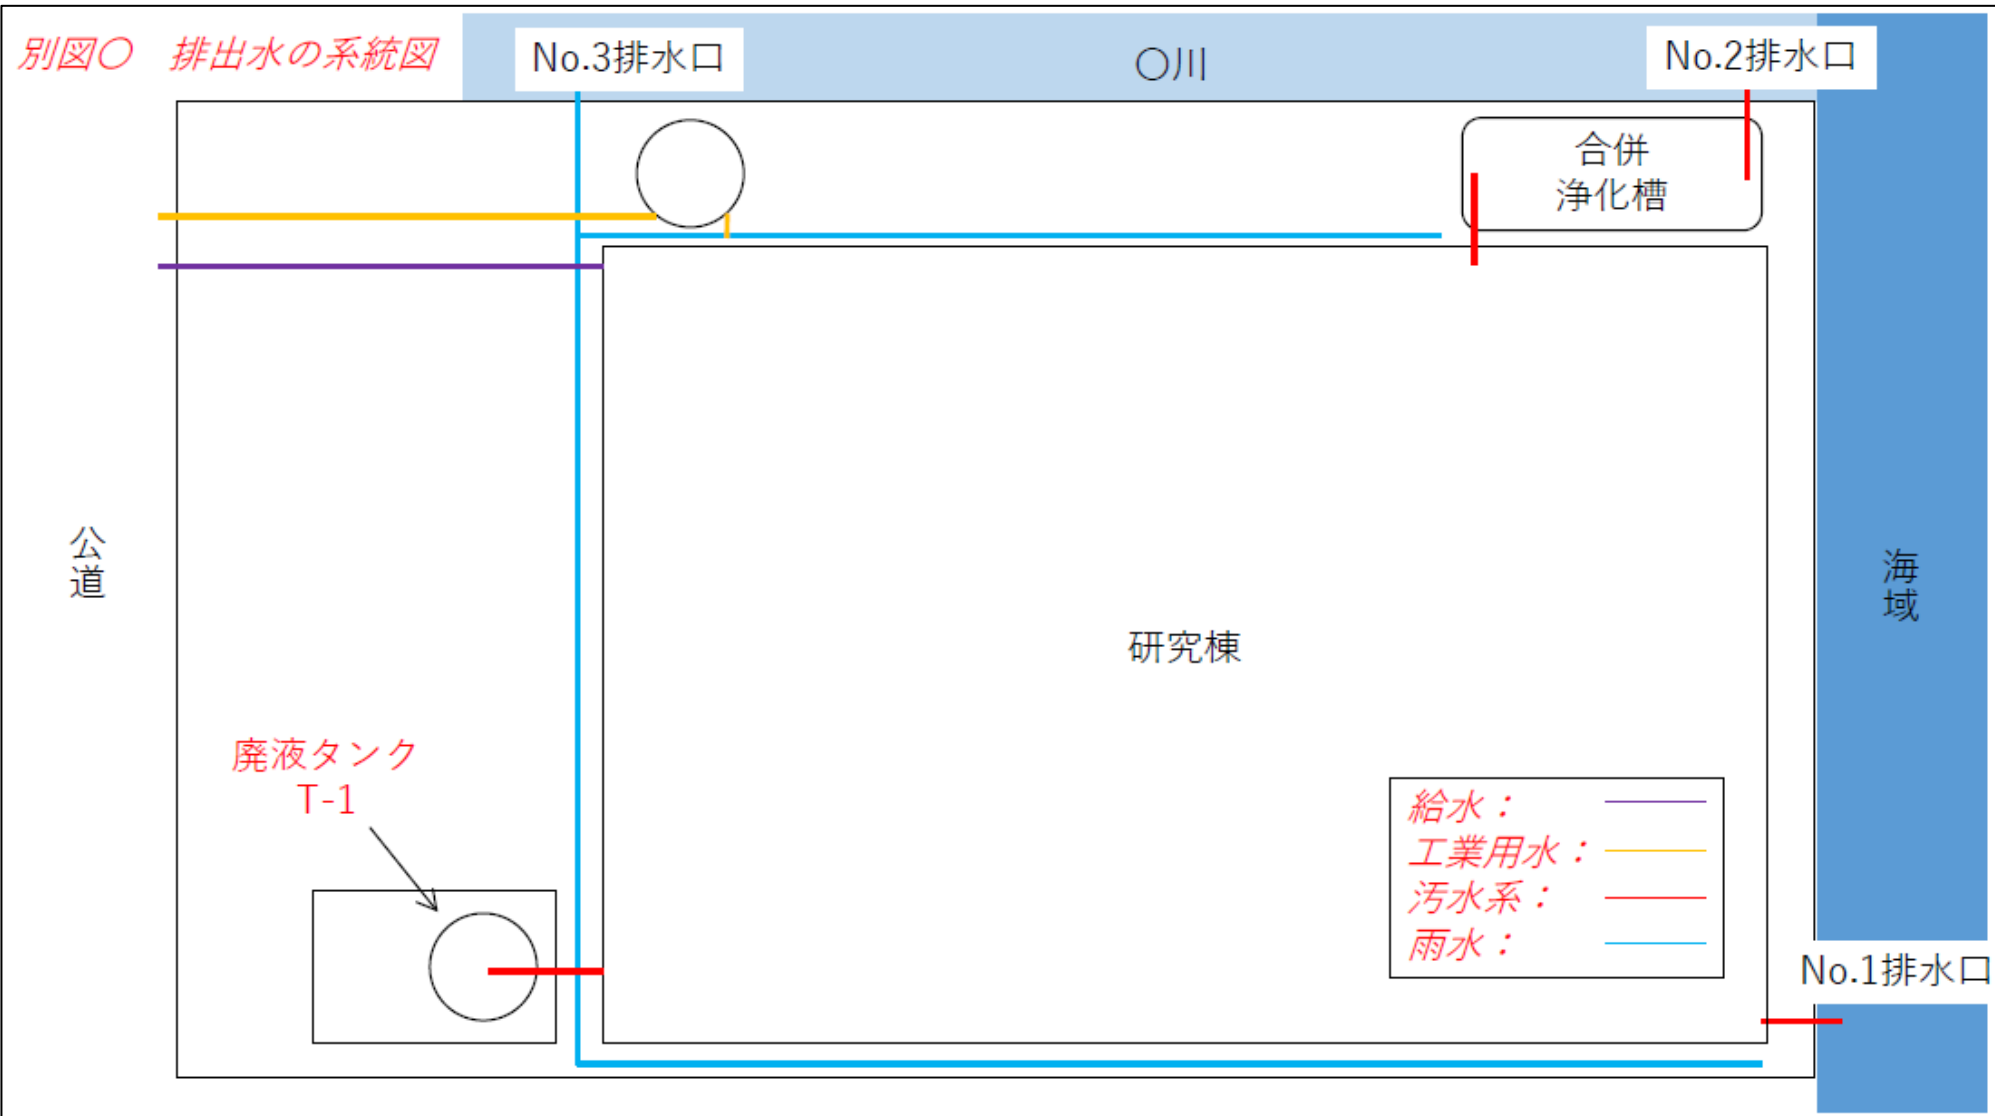 別図〇 排出水の系統図
No.3排水口
〇川
No.2排水口
合併
浄化槽
公道
海域
研究棟
廃液タンク
T-1
給水：
工業用水：
汚水系：
雨水：
No.1排水口